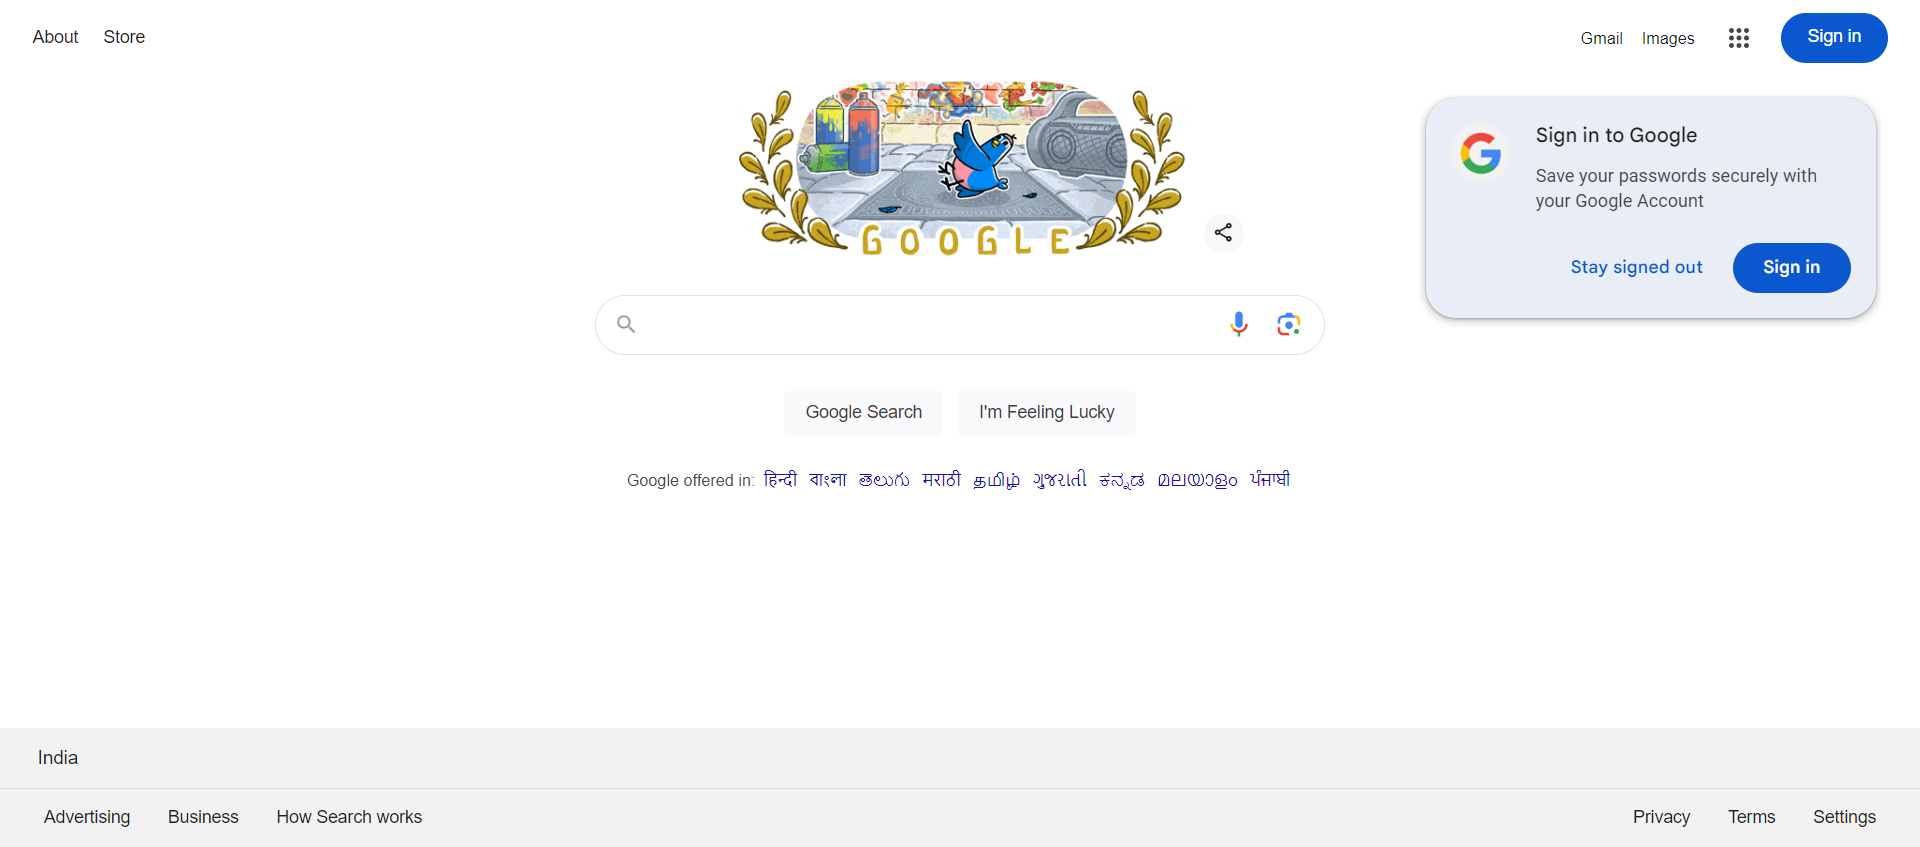 About Store
Gmail Images Sign in
GOOGLE
Sign in to Google
Save your passwords securely with
your Google Account
Stay signed out Sign in
Google Search I'm Feeling Lucky
Google offered in: हिन्दी বাংলা తెలుగు मराठी தமிழ் ગુજરાતી ಕನ್ನಡ മലയാളം ਪੰਜਾਬੀ
India
Advertising Business How Search works
Privacy Terms Settings